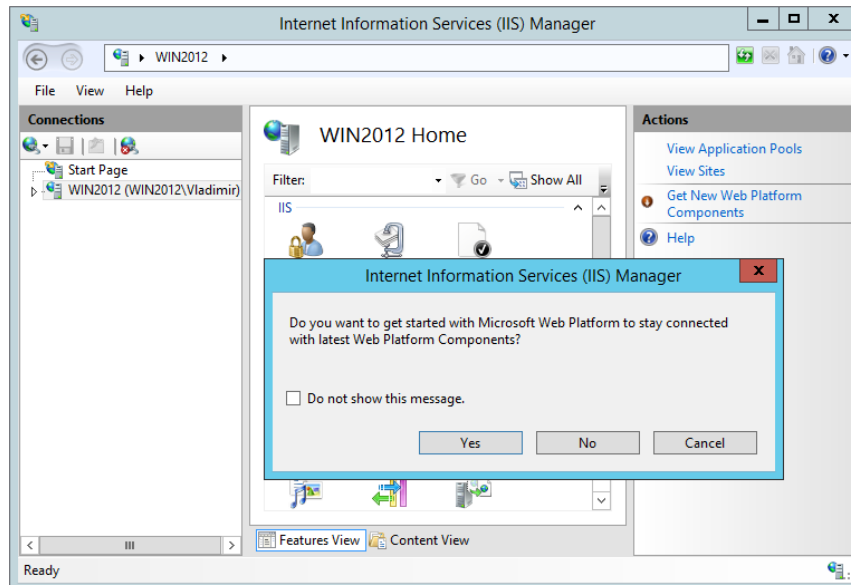 Internet Information Services (IIS) Manager
WIN2012
File View Help
Connections
Start Page
WIN2012 (WIN2012\Vladimir)
WIN2012 Home
Filter: Go Show All
IIS
Actions
View Application Pools
View Sites
Get New Web Platform
Components
Help
Internet Information Services (IIS) Manager
Do you want to get started with Microsoft Web Platform to stay connected
with latest Web Platform Components?
Do not show this message.
Yes No Cancel
Features View Content View
Ready